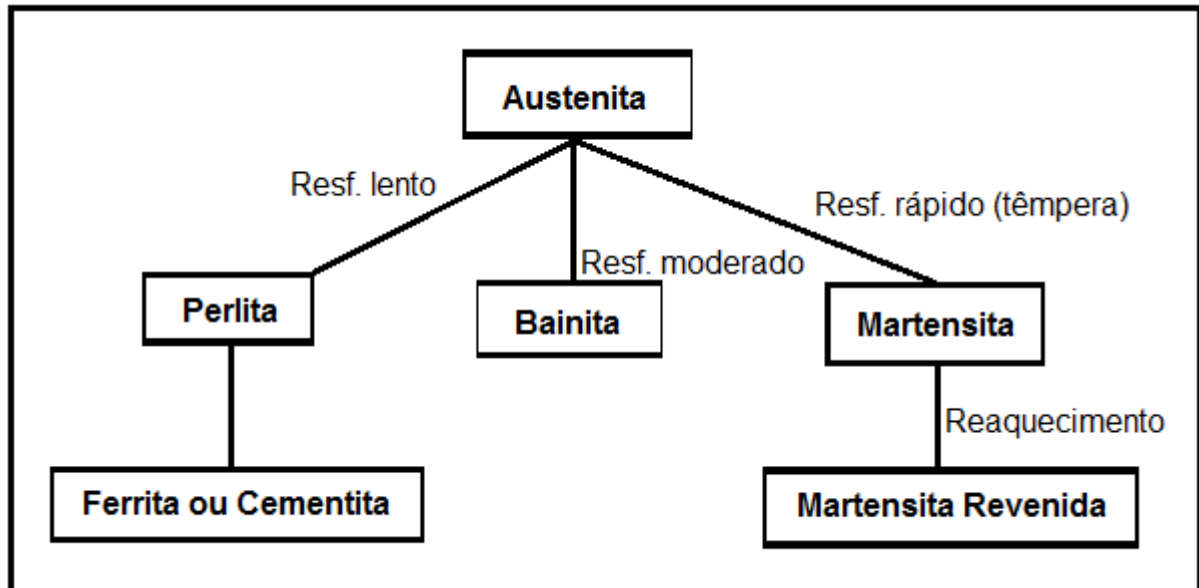 Austenita
Resf. lento
Resf. rápido (têmpera)
Resf. moderado
Perlita
Bainita
Martensita
Reaquecimento
Ferrita ou Cementita
Martensita Revenida